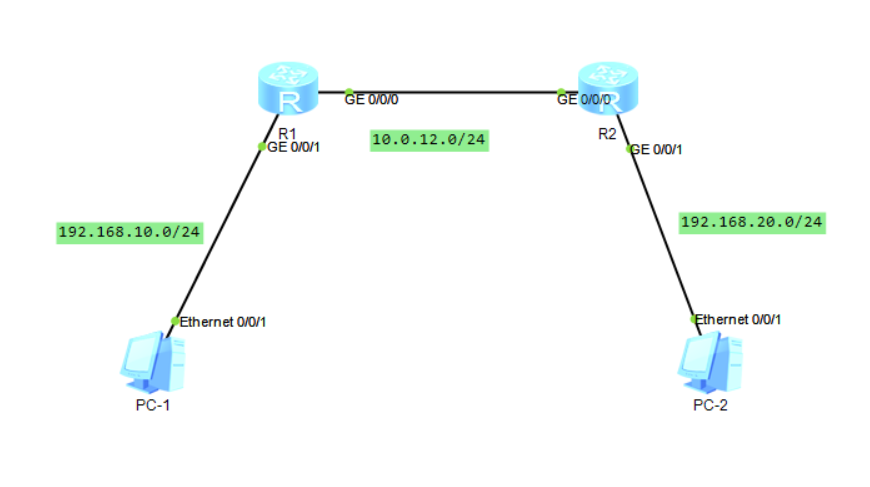 R
R
GE 0/0/0
GE 0/0/0
R1
R2
10.0.12.0/24
GE 0/0/1
GE 0/0/1
192.168.10.0/24
192.168.20.0/24
Ethernet 0/0/1
Ethernet 0/0/1
PC-1
PC-2